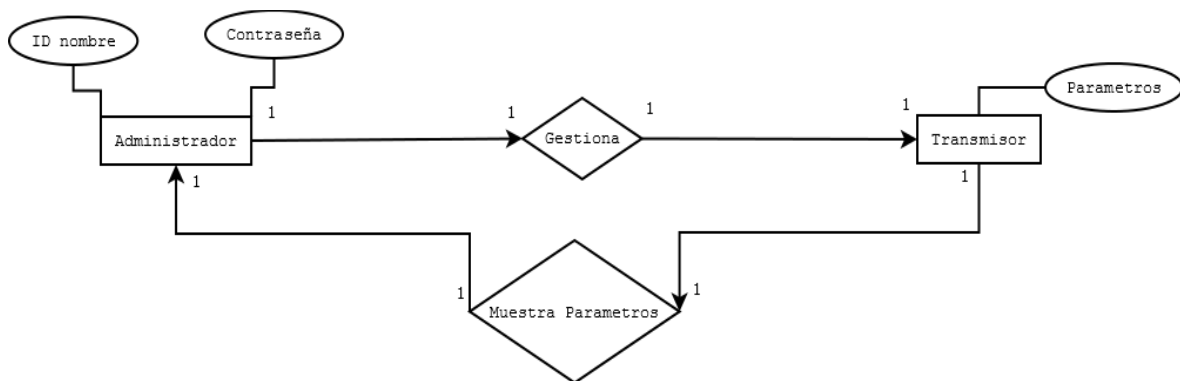 ID nombre
Contraseña
Parametros
1
1
1
1
Administrador
Gestiona
Transmisor
1
1
1
1
Muestra Parametros